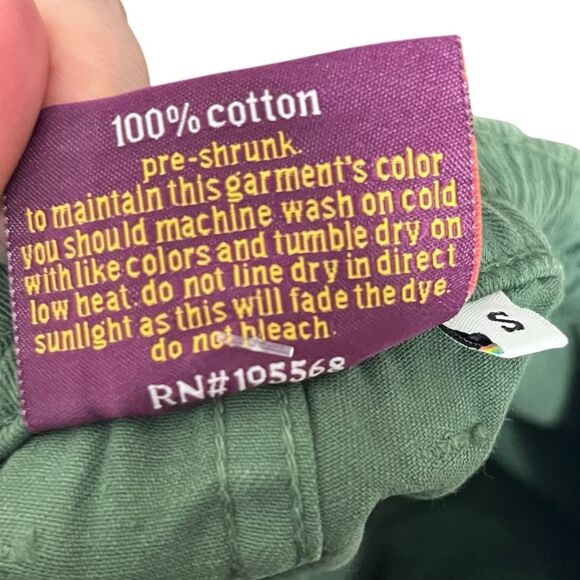 100% cotton
pre-shrunk.
to maintain this garment's color
you should machine wash on cold
with like colors and tumble dry on
low heat. do not line dry in direct
sunlight as this will fade the dye.
do not bleach.
RN#105568
S